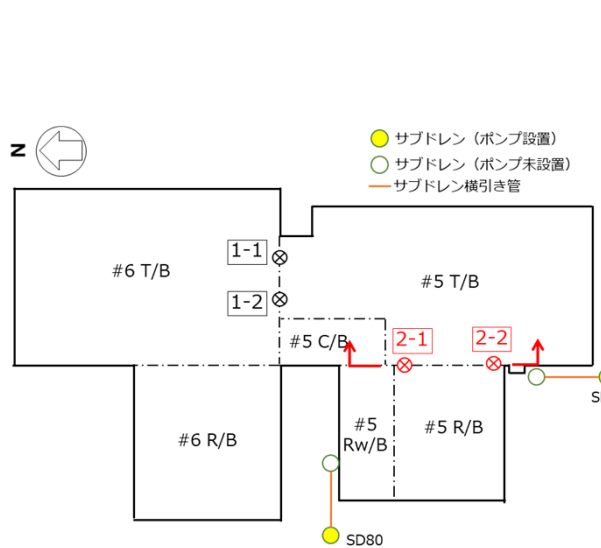 N
サブドレン（ポンプ設置）
サブドレン（ポンプ未設置）
サブドレン横引き管
1-1
#6 T/B
#5 T/B
1-2
#5 C/B
2-1
2-2
#5
Rw/B
#5 R/B
#6 R/B
SD80